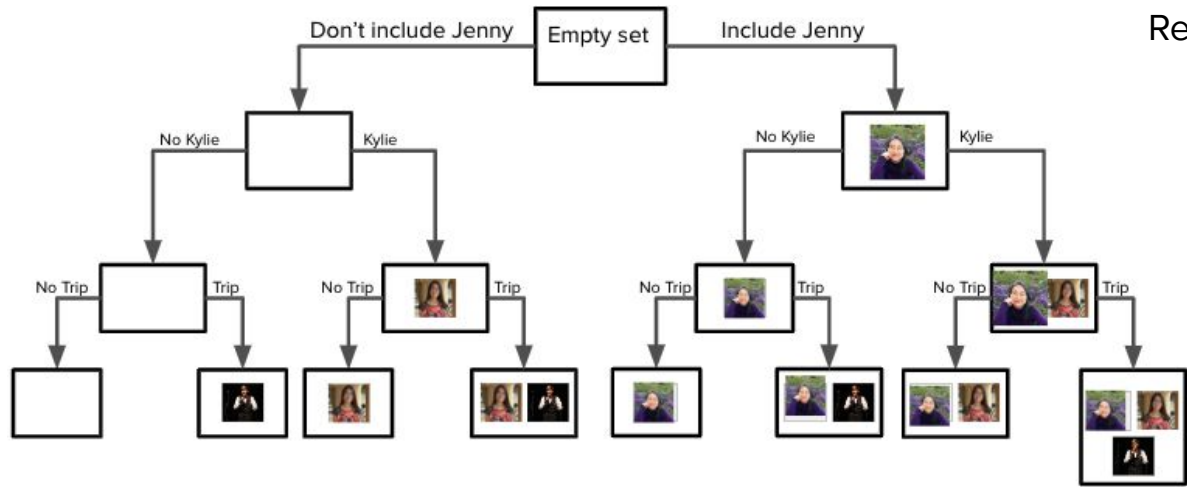 Don't include Jenny
Empty set
Include Jenny
Re
No Kylie
Kylie
No Kylie
Kylie
No Trip
Trip
No Trip
Trip
No Trip
Trip
No Trip
Trip